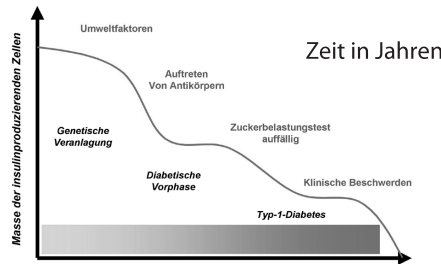 Umweltfaktoren
Zeit in Jahren
Auftreten
Von Antikörpern
Genetische
Veranlagung
Zuckerbelastungstest
auffällig
Diabetische
Vorphase
Klinische Beschwerden
Typ-1-Diabetes
Masse der insulinproduzierenden Zellen